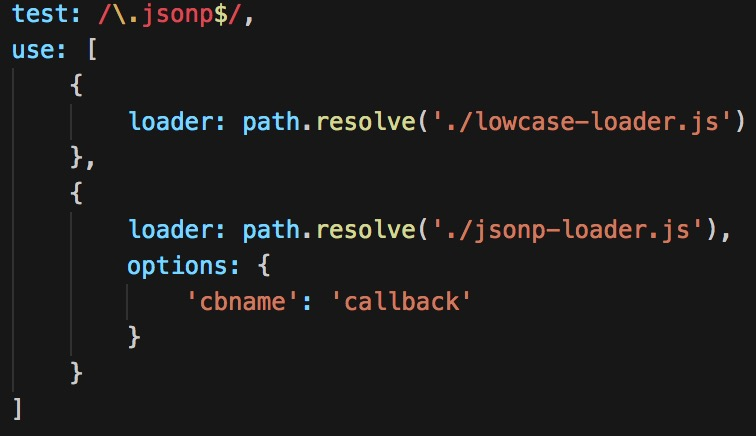 test: /\.jsonp$/,
use: [
    {
        loader: path.resolve('./lowcase-loader.js')
    },
    {
        loader: path.resolve('./jsonp-loader.js'),
        options: {
            'cbname': 'callback'
        }
    }
]